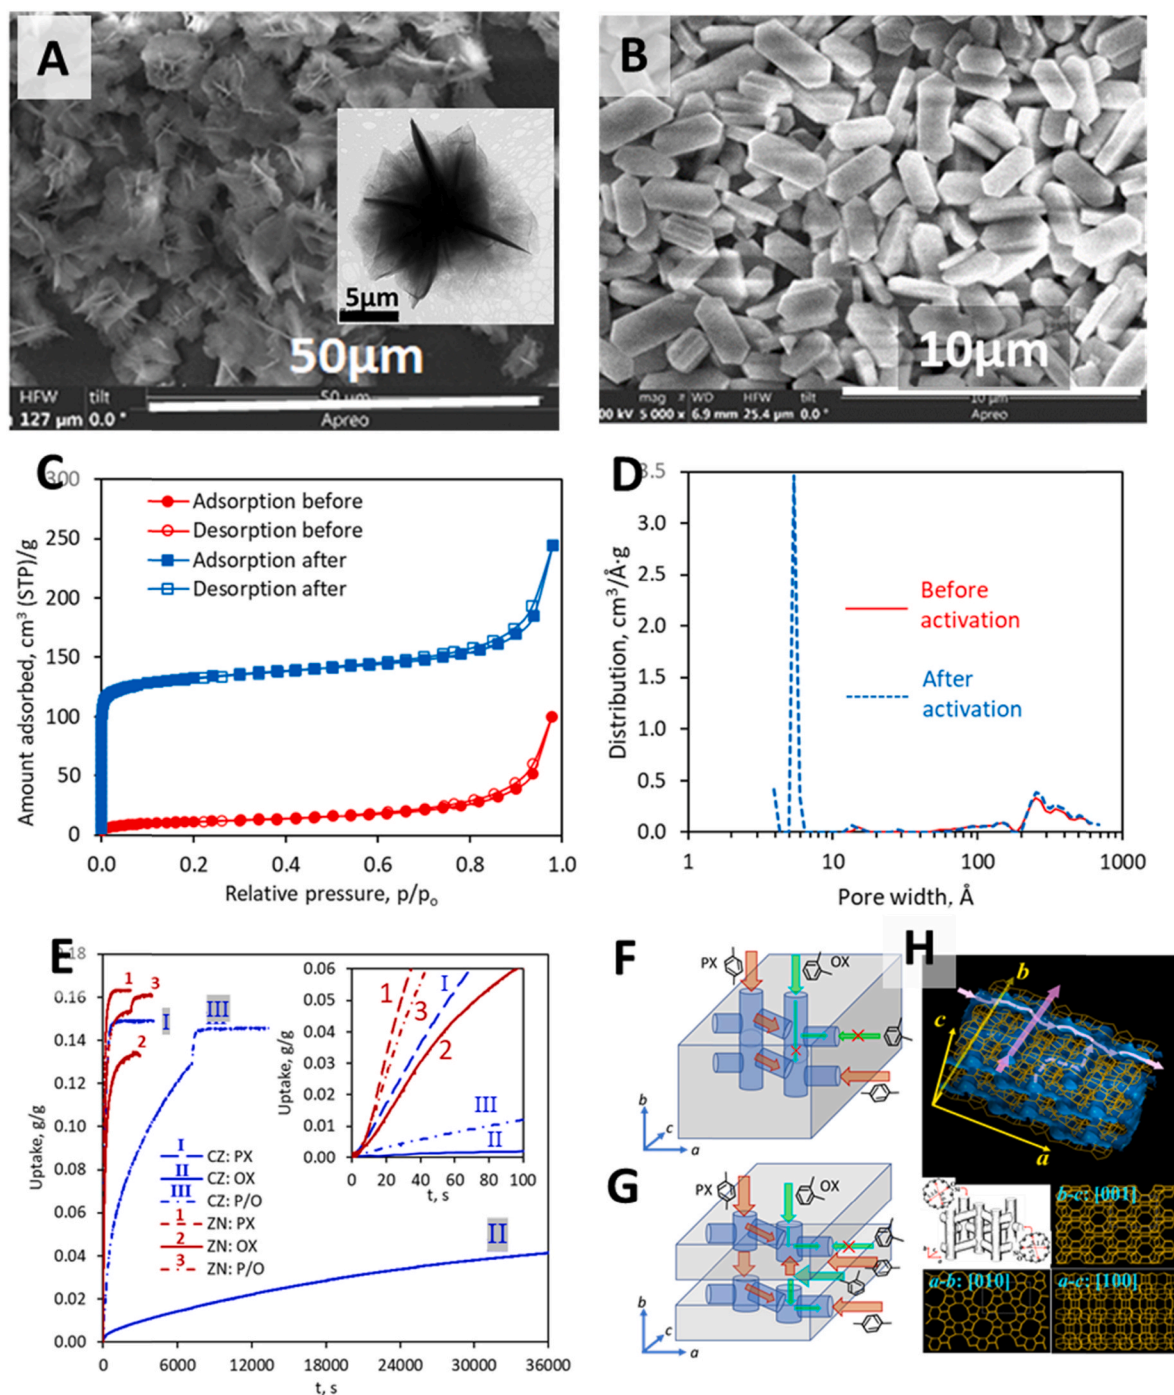 A
5µm
50µm
HFW tilt 50 µm
127 µm 0.0 ° Apreo
B
10µm
mag WD HFW tilt 10 µm
00 kV 5 000 x 6.9 mm 25.4 µm 0.0 ° Apreo
C
Amount adsorbed, cm³ (STP)/g
300
250
200
150
100
50
0
Adsorption before
Desorption before
Adsorption after
Desorption after
0.0 0.2 0.4 0.6 0.8 1.0
Relative pressure, p/pₒ
D
Distribution, cm³/Å·g
3.5
3.0
2.5
2.0
1.5
1.0
0.5
0.0
Before
activation
After
activation
1 10 100 1000
Pore width, Å
E
Uptake, g/g
0.18
0.16
0.14
0.12
0.10
0.08
0.06
0.04
0.02
0.00
1
3
I
III
2
II
I CZ: PX
II CZ: OX
III CZ: P/O
1 ZN: PX
2 ZN: OX
3 ZN: P/O
0 6000 12000 18000 24000 30000 36000
t, s
Uptake, g/g
0.06
0.05
0.04
0.03
0.02
0.01
0.00
1
3
I
2
III
II
0 20 40 60 80 100
t, s
F
PX OX
b
c
a
G
PX OX
b
c
a
H
b
c
a
b-c: [001]
a-b: [010]
a-c: [100]